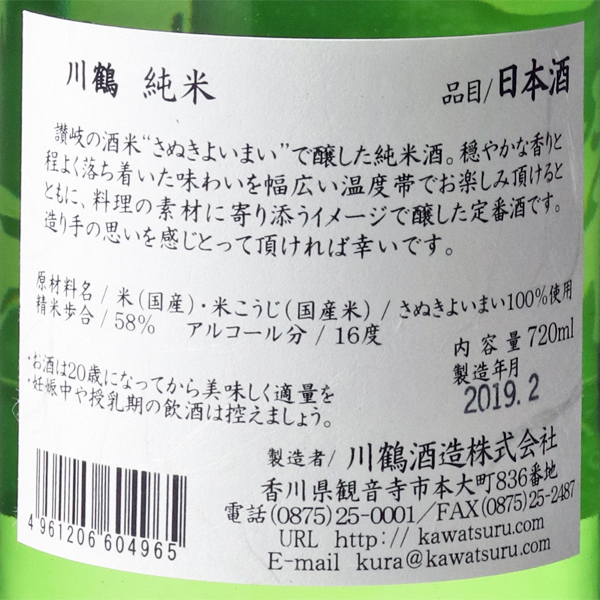 川鶴 純米
品目/日本酒
讃岐の酒米“さぬきよいまい”で醸した純米酒。穏やかな香りと
程よく落ち着いた味わいを幅広い温度帯でお楽しみ頂けると
ともに、料理の素材に寄り添うイメージで醸した定番酒です。
造り手の思いを感じとって頂ければ幸いです。
原材料名/米(国産)・米こうじ(国産米)/さぬきよいまい100%使用
精米歩合/58% アルコール分/16度
内容量720ml
製造年月
2019. 2
・お酒は20歳になってから美味しく適量を
・妊娠中や授乳期の飲酒は控えましょう。
製造者/川鶴酒造株式会社
香川県観音寺市本大町836番地
電話(0875)25-0001/FAX(0875)25-2487
URL http://kawatsuru.com/
E-mail kura@kawatsuru.com
4 961206 604965